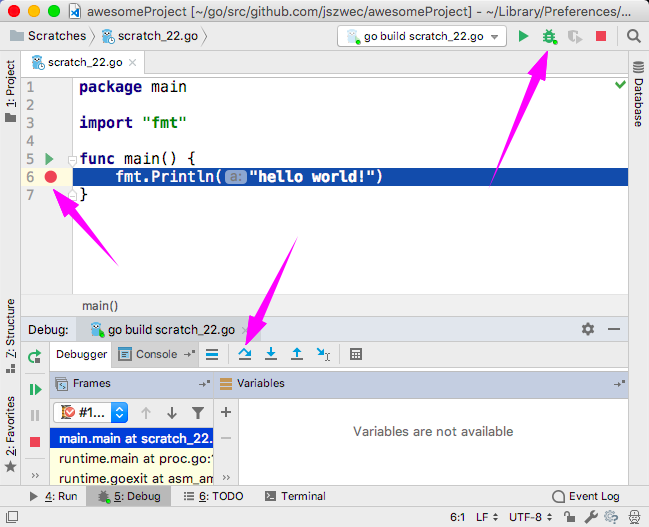 awesomeProject [~/go/src/github.com/jszwec/awesomeProject] - ~/Library/Preferences/...
Scratches
scratch_22.go
go build scratch_22.go
scratch_22.go
1: Project
Database
1 package main
2
3 import "fmt"
4
5 func main() {
6 fmt.Println( a: "hello world!")
7 }
main()
Z: Structure
2: Favorites
Debug: go build scratch_22.go
Debugger Console
Frames
Variables
#1...
Variables are not available
main.main at scratch_22.
runtime.main at proc.go:
runtime.goexit at asm_am
4: Run 5: Debug 6: TODO Terminal Event Log
6:1 LF UTF-8